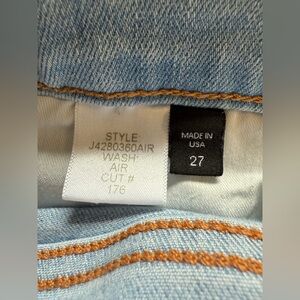 STYLE:
J4280360AIR
WASH:
AIR
CUT #
176
MADE IN
USA
27